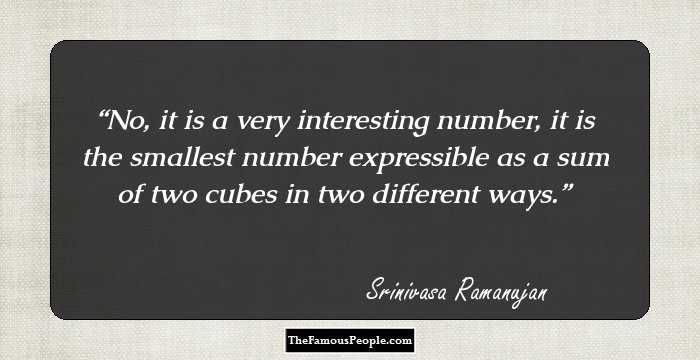 “No, it is a very interesting number, it is
the smallest number expressible as a sum
of two cubes in two different ways.”
Srinivasa Ramanujan
TheFamousPeople.com